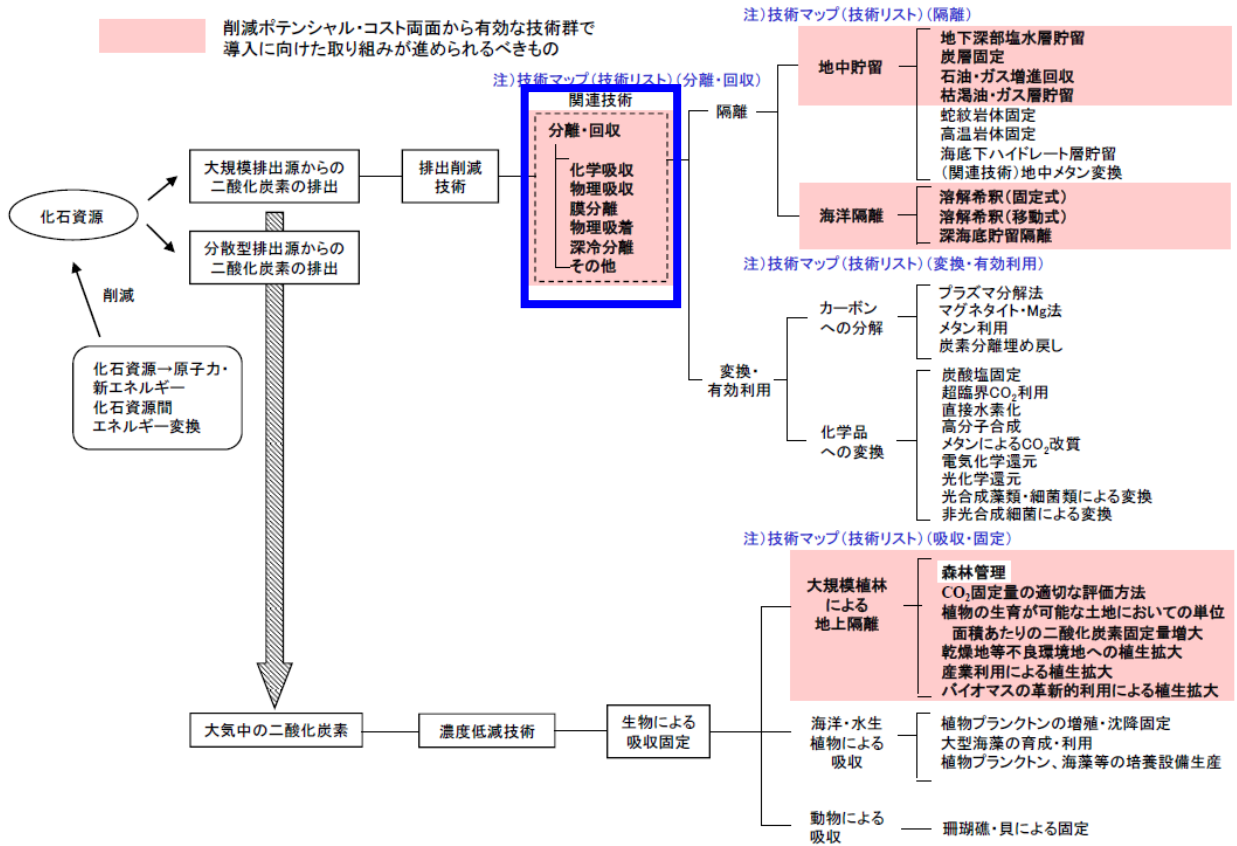 削減ポテンシャル・コスト両面から有効な技術群で
導入に向けた取り組みが進められるべきもの
注)技術マップ(技術リスト)(分離・回収)
関連技術
分離・回収
化学吸収
物理吸収
膜分離
物理吸着
深冷分離
その他
化石資源
大規模排出源からの
二酸化炭素の排出
排出削減
技術
分散型排出源からの
二酸化炭素の排出
削減
化石資源→原子力・
新エネルギー
化石資源間
エネルギー変換
注)技術マップ(技術リスト)(隔離)
隔離
地中貯留
地下深部塩水層貯留
炭層固定
石油・ガス増進回収
枯渇油・ガス層貯留
蛇紋岩体固定
高温岩体固定
海底下ハイドレート層貯留
(関連技術)地中メタン変換
海洋隔離
溶解希釈(固定式)
溶解希釈(移動式)
深海底貯留隔離
注)技術マップ(技術リスト)(変換・有効利用)
変換・
有効利用
カーボン
への分解
プラズマ分解法
マグネタイト・Mg法
メタン利用
炭素分離埋め戻し
化学品
への変換
炭酸塩固定
超臨界CO₂利用
直接水素化
高分子合成
メタンによるCO₂改質
電気化学還元
光化学還元
光合成藻類・細菌類による変換
非光合成細菌による変換
注)技術マップ(技術リスト)(吸収・固定)
大気中の二酸化炭素
濃度低減技術
生物による
吸収固定
大規模植林
による
地上隔離
森林管理
CO₂固定量の適切な評価方法
植物の生育が可能な土地においての単位
面積あたりの二酸化炭素固定量増大
乾燥地等不良環境地への植生拡大
産業利用による植生拡大
バイオマスの革新的利用による植生拡大
海洋・水生
植物による
吸収
植物プランクトンの増殖・沈降固定
大型海藻の育成・利用
植物プランクトン、海藻等の培養設備生産
動物による
吸収
珊瑚礁・貝による固定